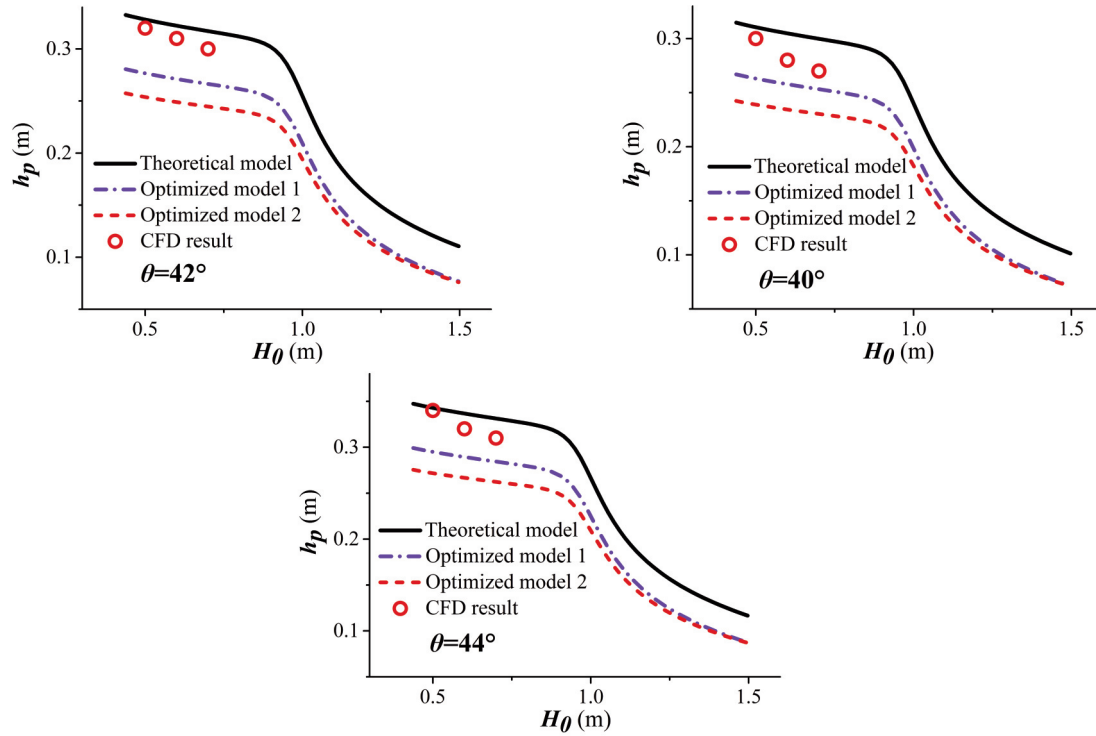 0.3
0.2
0.1
h_p (m)
Theoretical model
Optimized model 1
Optimized model 2
CFD result
θ=42°
0.5 1.0 1.5
H_0 (m)
0.3
0.2
0.1
h_p (m)
Theoretical model
Optimized model 1
Optimized model 2
CFD result
θ=40°
0.5 1.0 1.5
H_0 (m)
0.3
0.2
0.1
h_p (m)
Theoretical model
Optimized model 1
Optimized model 2
CFD result
θ=44°
0.5 1.0 1.5
H_0 (m)